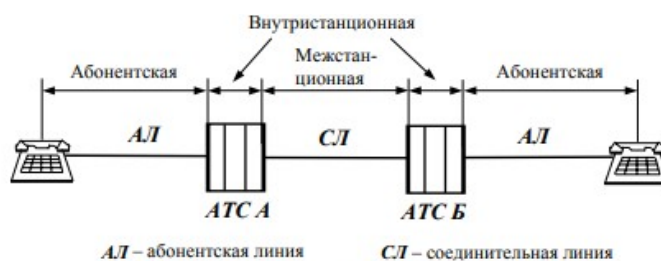 Внутристанционная
Абонентская
Межстан-
ционная
Абонентская
АЛ
СЛ
АЛ
АТС А
АТС Б
АЛ – абонентская линия
СЛ – соединительная линия